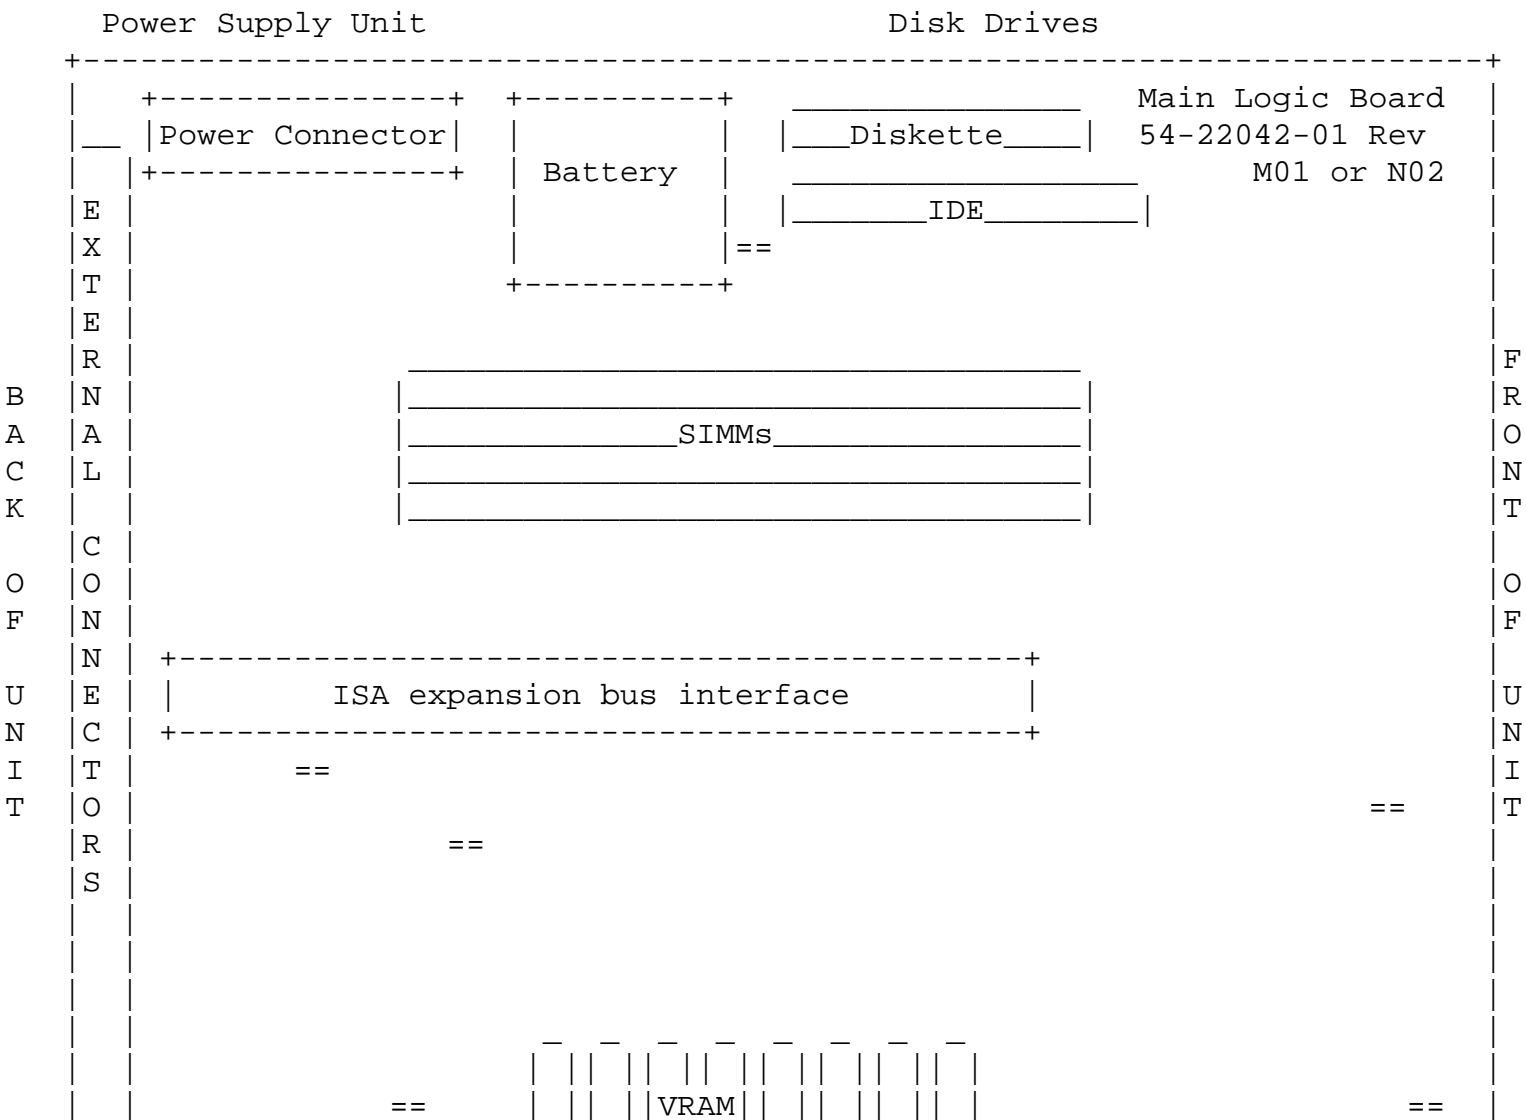 Power Supply Unit Disk Drives
Main Logic Board
Power Connector Diskette 54-22042-01 Rev
Battery M01 or N02
IDE
EXTERNAL CONNECTORS
BACK OF UNIT
SIMMs
FRONT OF UNIT
ISA expansion bus interface
VRAM